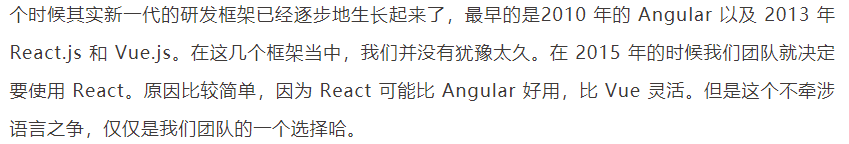 个时候其实新一代的研发框架已经逐步地生长起来了，最早的是2010 年的 Angular 以及 2013 年
React.js 和 Vue.js。在这几个框架当中，我们并没有犹豫太久。在 2015 年的时候我们团队就决定
要使用 React。原因比较简单，因为 React 可能比 Angular 好用，比 Vue 灵活。但是这个不牵涉
语言之争，仅仅是我们团队的一个选择哈。